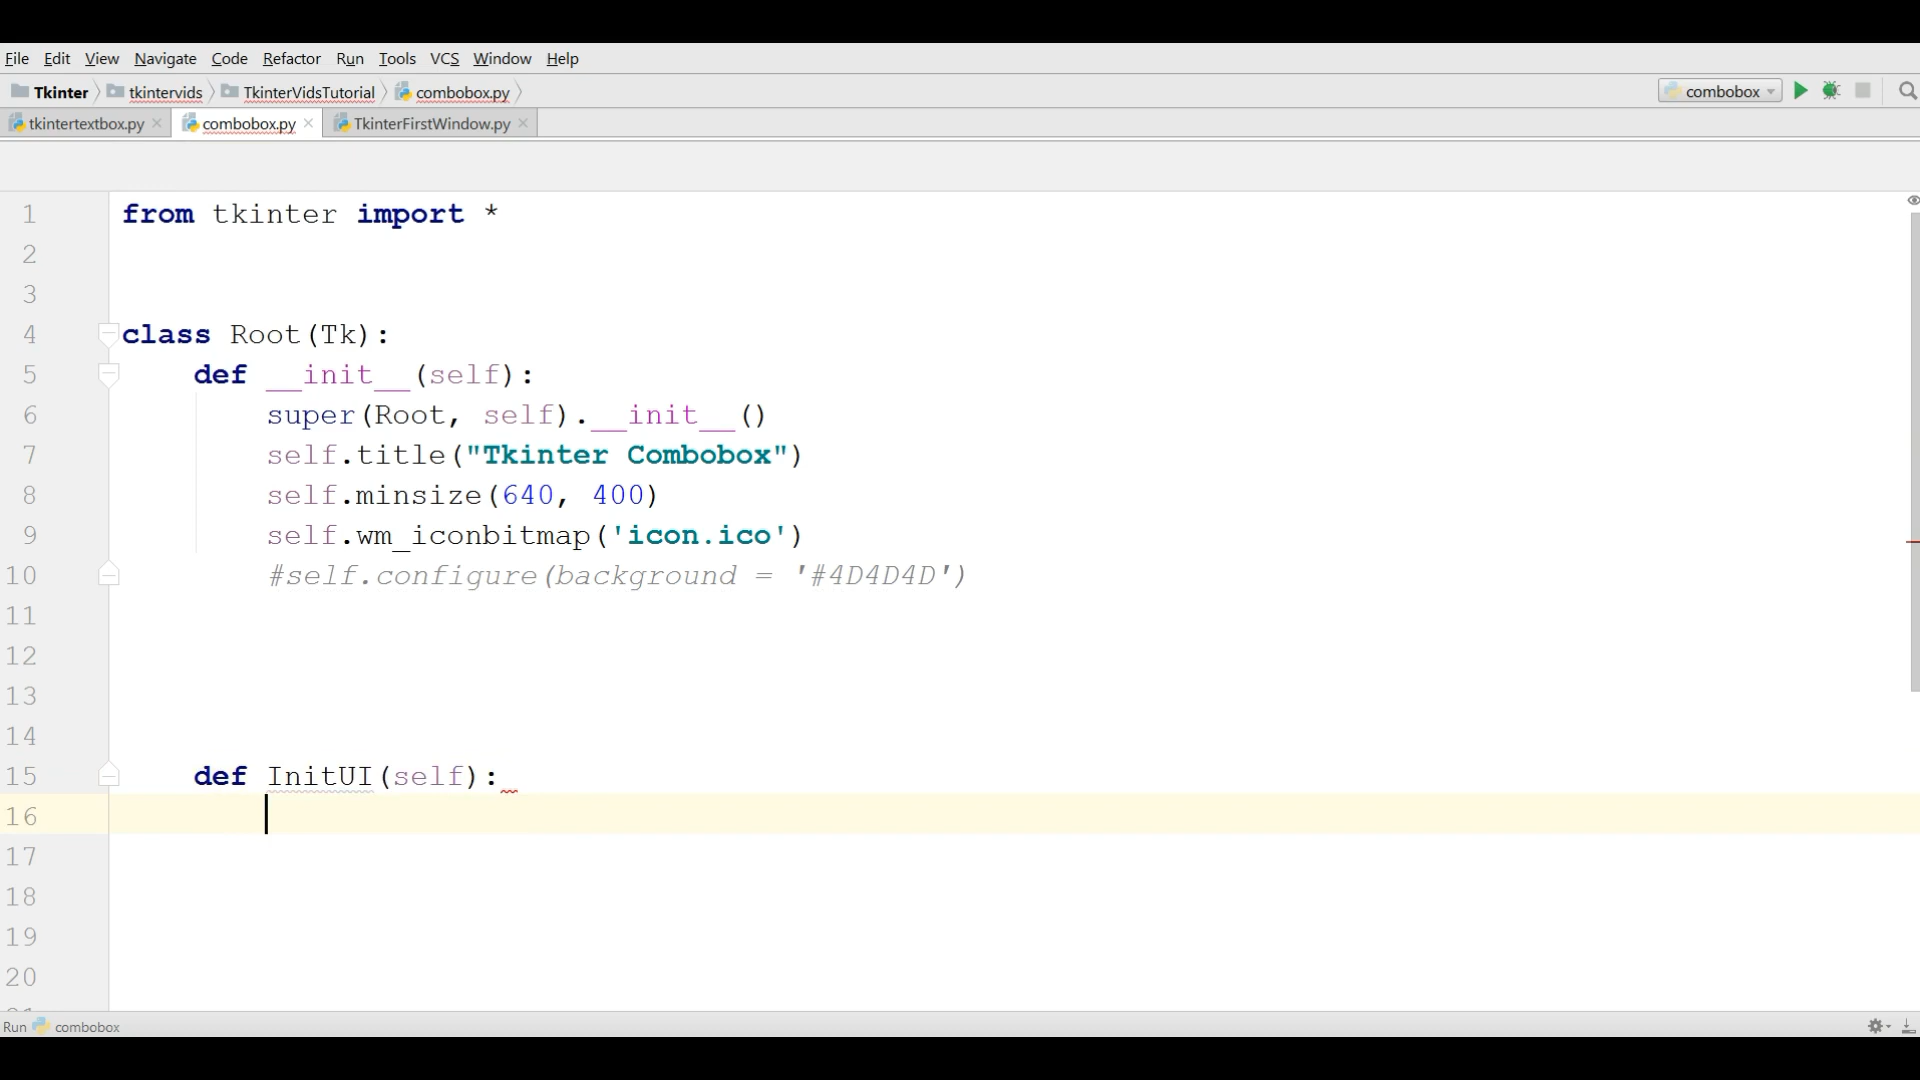 File Edit View Navigate Code Refactor Run Tools VCS Window Help
Tkinter tkintervids TkinterVidsTutorial combobox.py combobox
tkintertextbox.py combobox.py TkinterFirstWindow.py
1 from tkinter import *
2
3
4 class Root(Tk):
5 def __init__(self):
6 super(Root, self).__init__()
7 self.title("Tkinter Combobox")
8 self.minsize(640, 400)
9 self.wm_iconbitmap('icon.ico')
10 #self.configure(background = '#4D4D4D')
11
12
13
14
15 def InitUI(self):
16
17
18
19
20
Run combobox